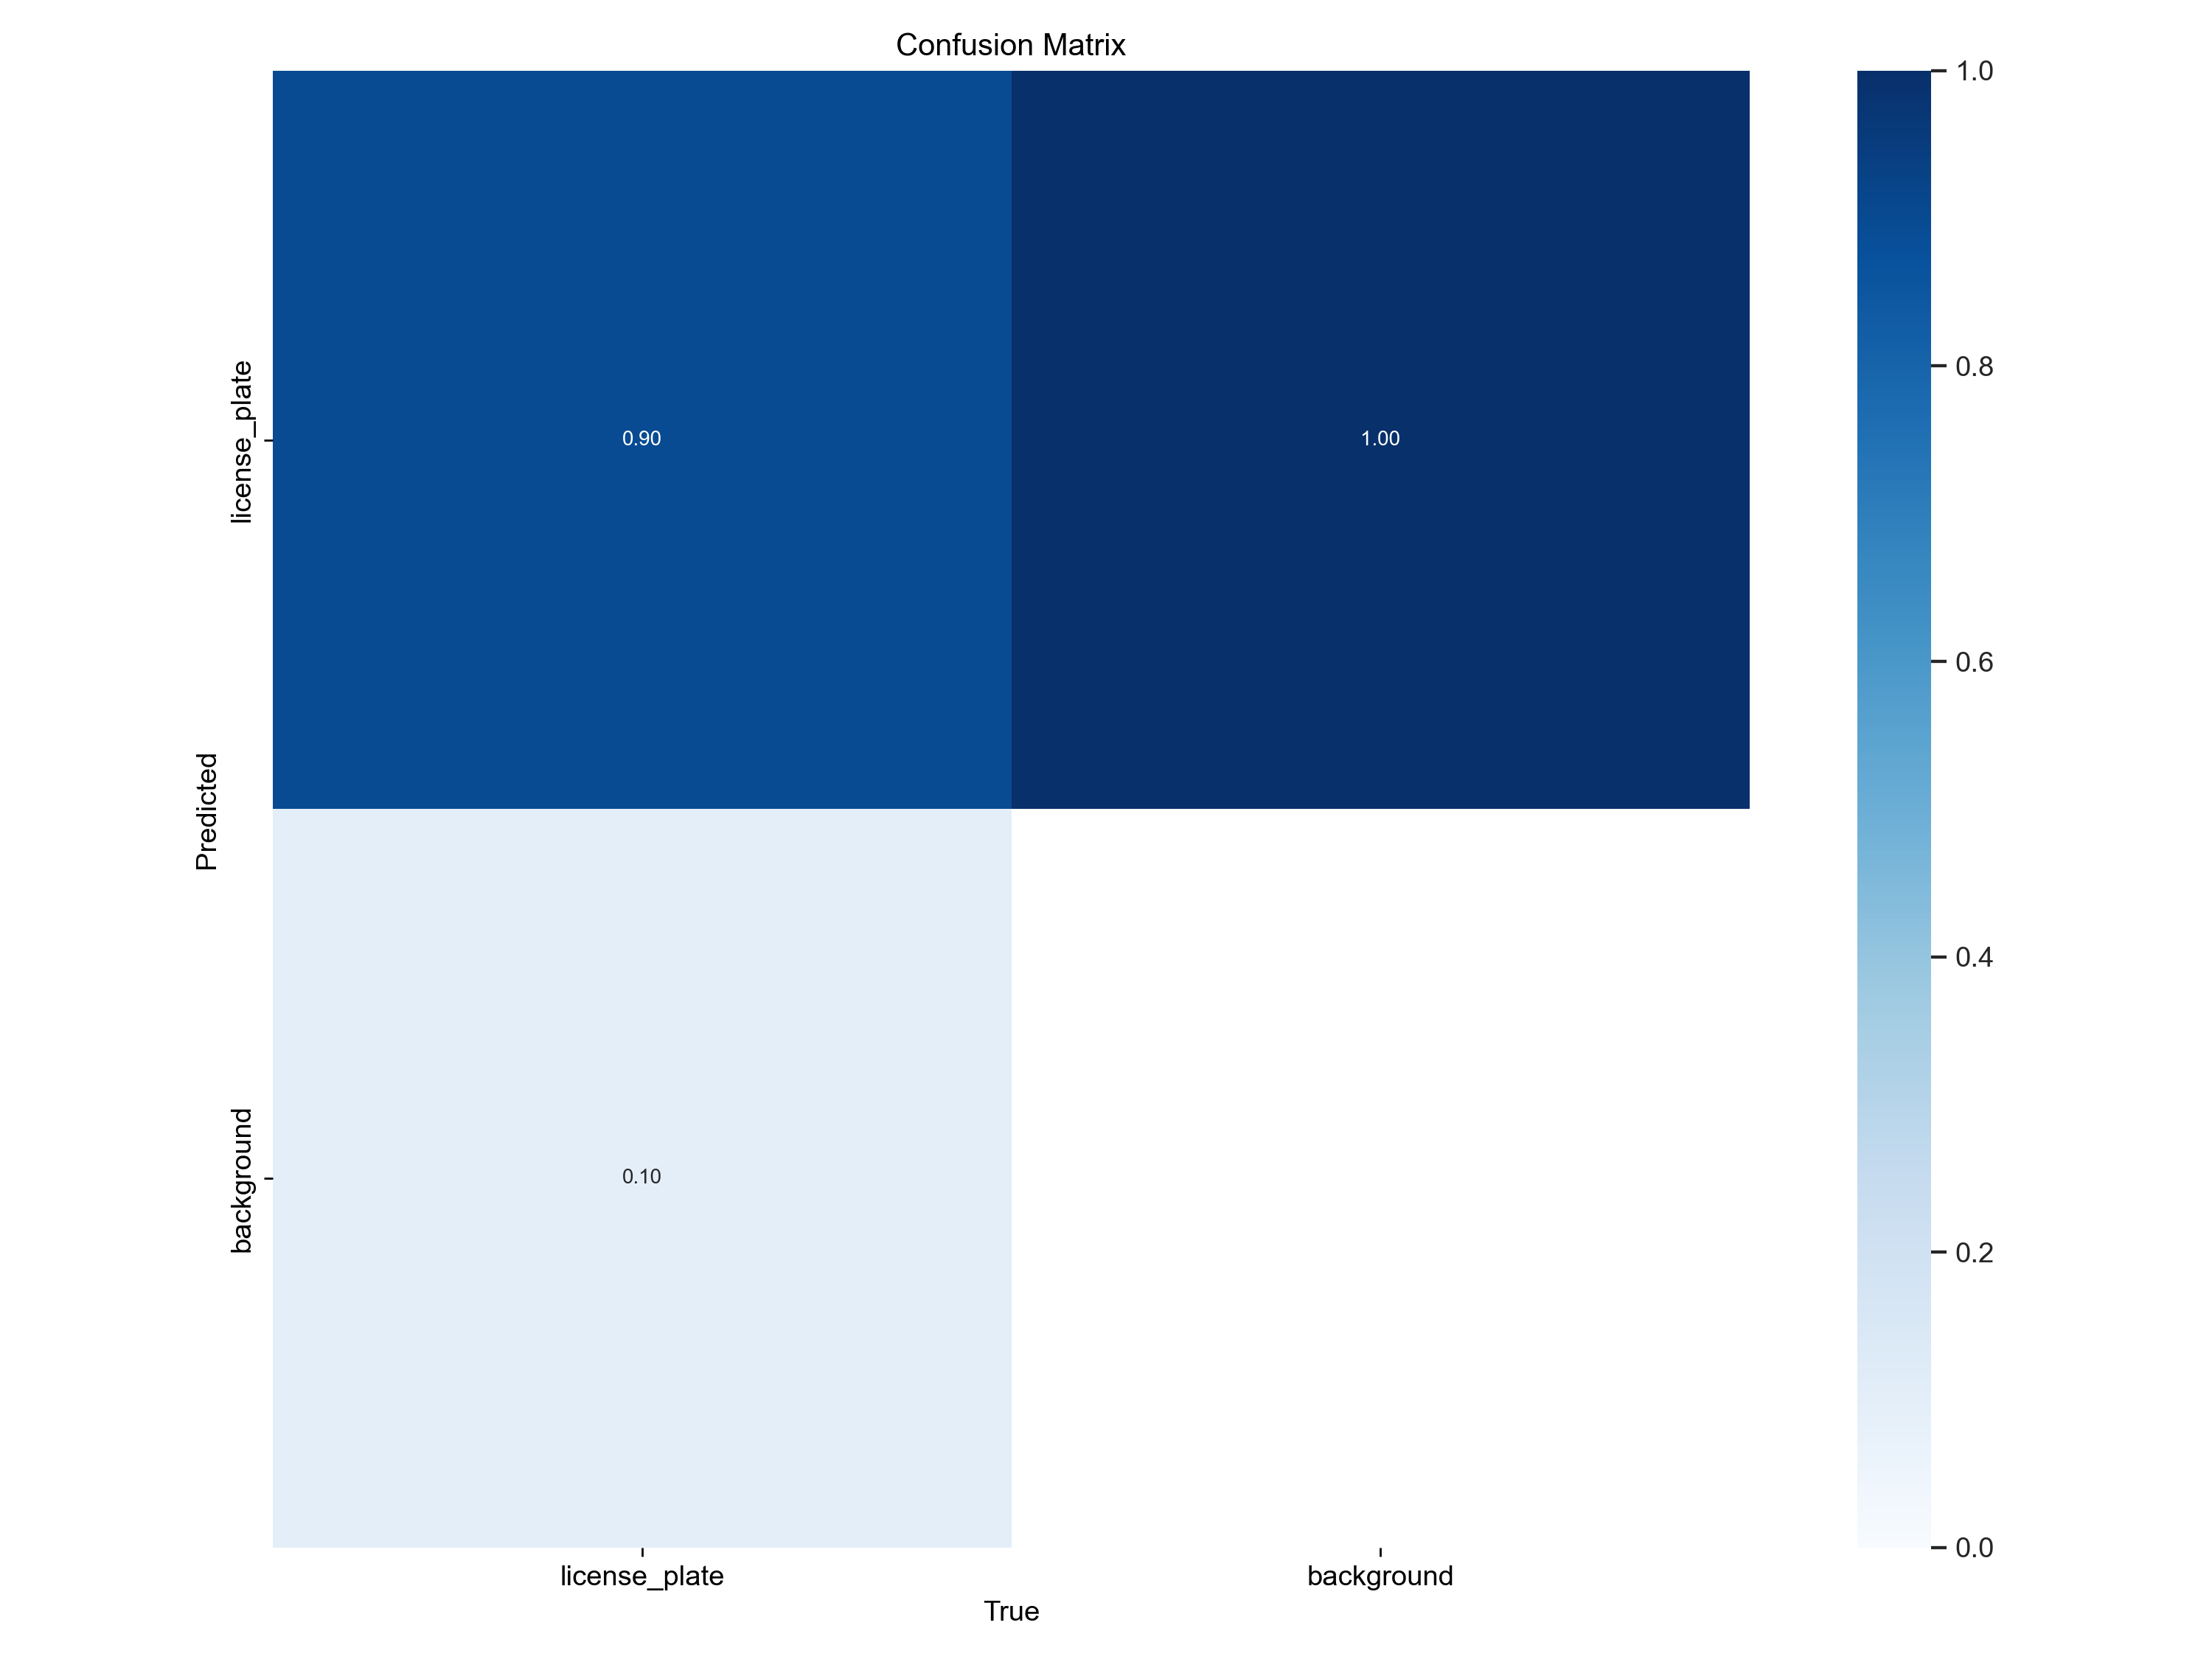 Confusion Matrix
1.0
0.8
0.6
0.4
0.2
0.0
license_plate
0.90
1.00
Predicted
background
0.10
license_plate
background
True